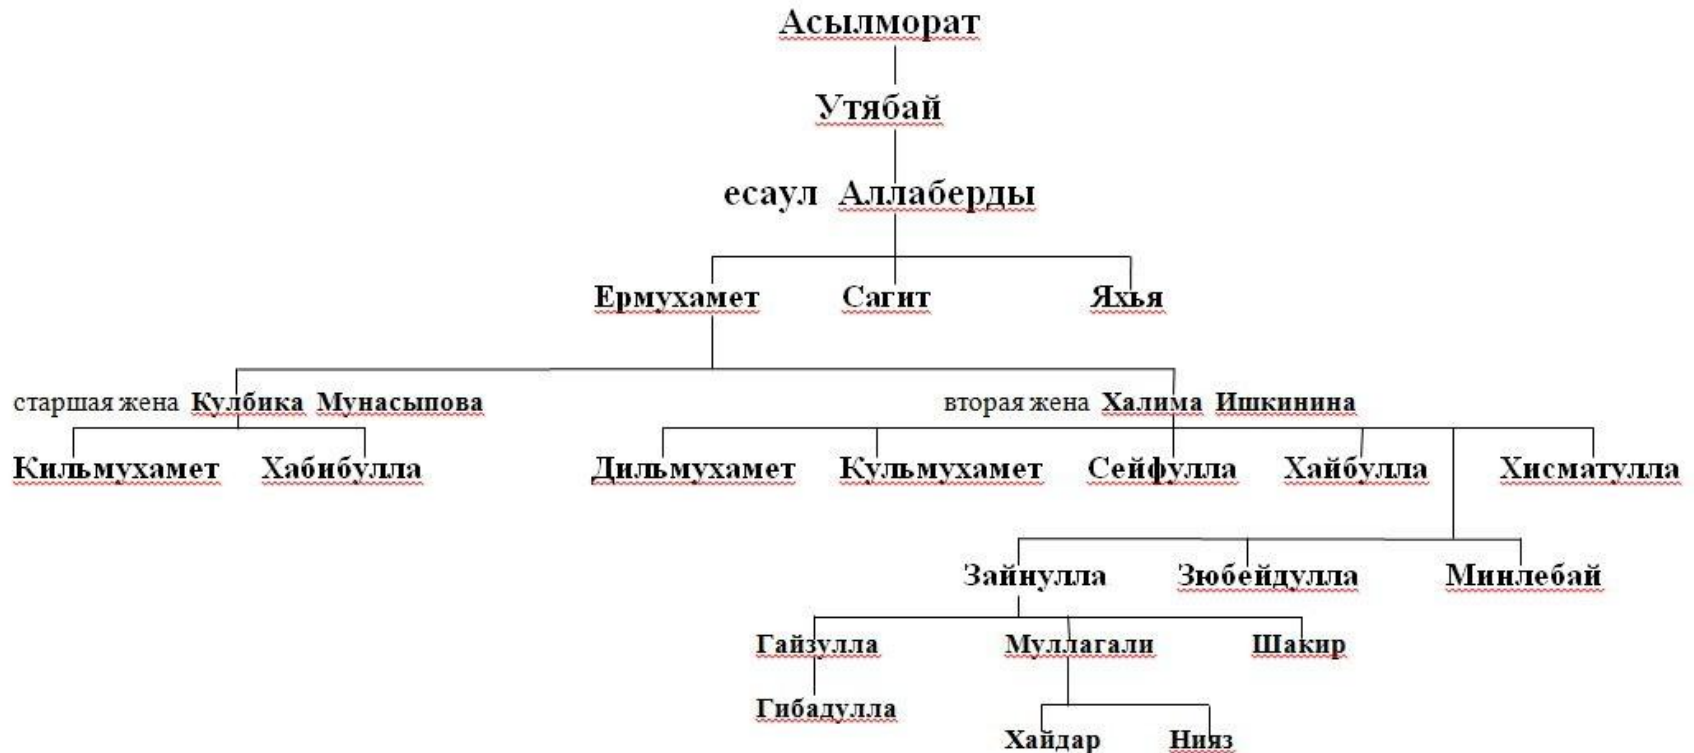 Асылморат
Утябай
есаул Аллаберды
Ермухамет Сагит Яхья
старшая жена Кулбика Мунасыпова вторая жена Халима Ишкинина
Кильмухамет Хабибулла Дильмухамет Кульмухамет Сейфулла Хайбулла Хисматулла
Зайнулла Зюбейдулла Минлебай
Гайзулла Муллагали Шакир
Гибадулла
Хайдар Нияз